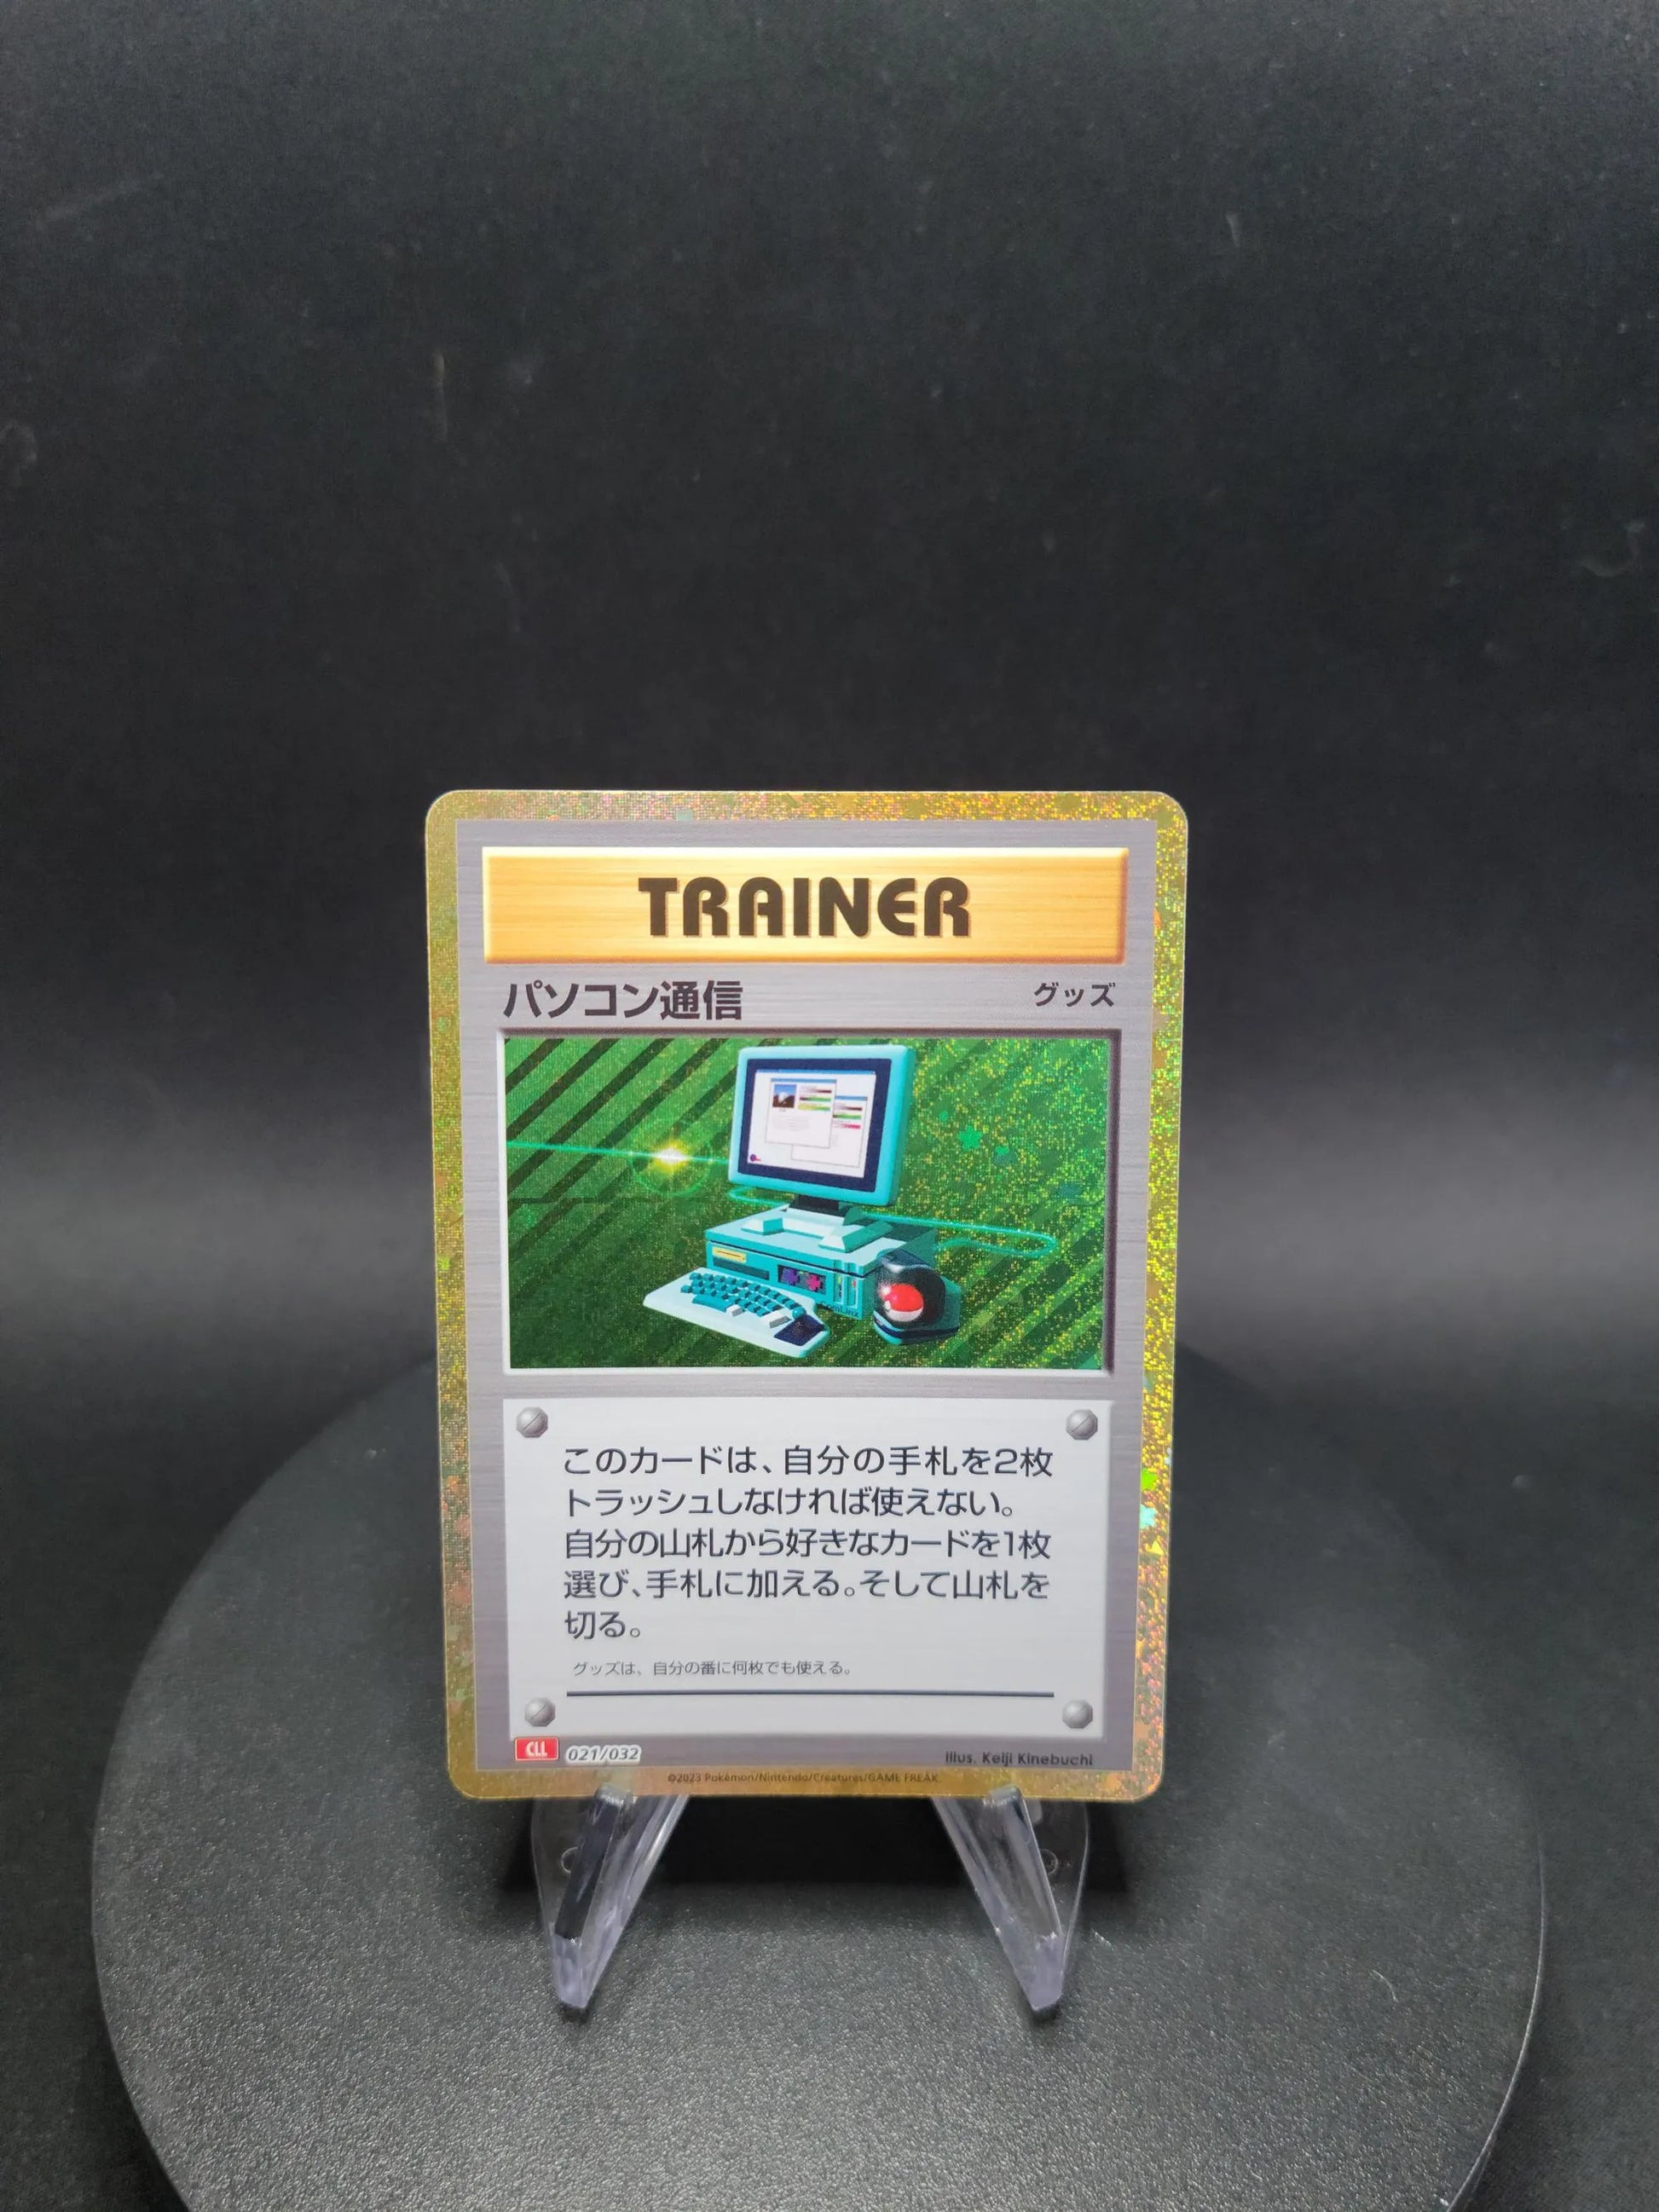 TRAINER
パソコン通信 グッズ
このカードは、自分の手札を2枚
トラッシュしなければ使えない。
自分の山札から好きなカードを1枚
選び、手札に加える。そして山札を
切る。
グッズは、自分の番に何枚でも使える。
CLL 021/032 Illus. Keiji Kinebuchi
©2023 Pokémon/Nintendo/Creatures/GAME FREAK.